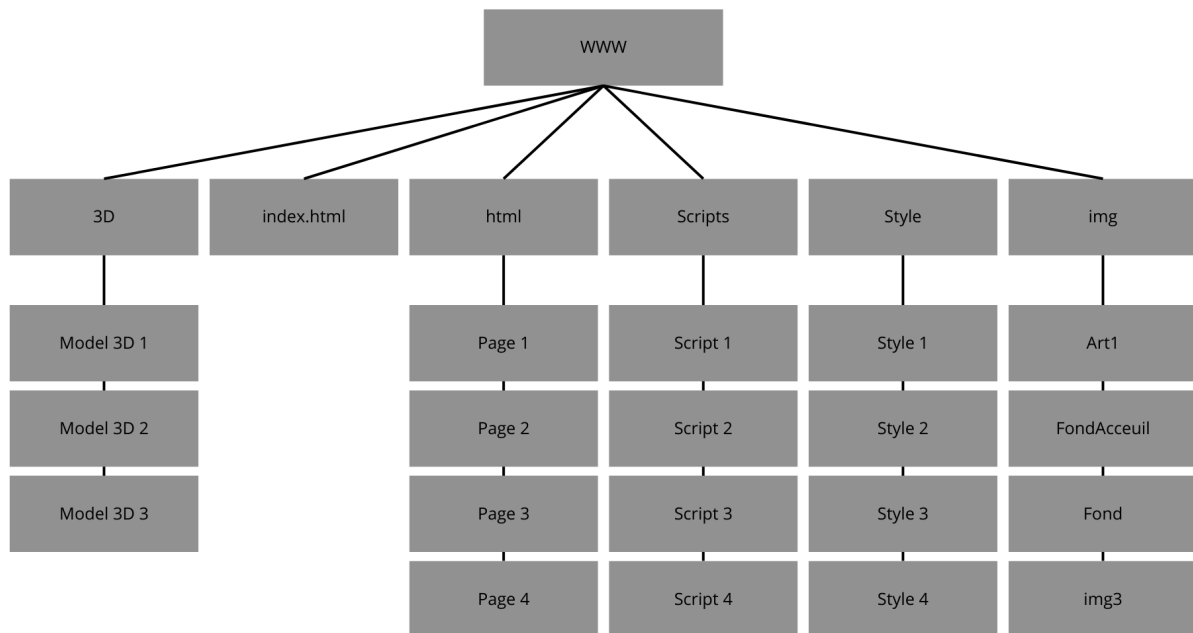 WWW
3D
index.html
html
Scripts
Style
img
Model 3D 1
Page 1
Script 1
Style 1
Art1
Model 3D 2
Page 2
Script 2
Style 2
FondAcceuil
Model 3D 3
Page 3
Script 3
Style 3
Fond
Page 4
Script 4
Style 4
img3